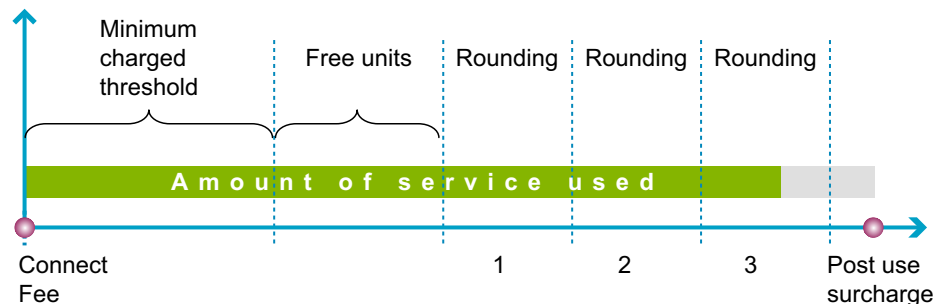 Minimum
charged
threshold
Free units
Rounding
Rounding
Rounding
Amount of service used
Connect
Fee
1
2
3
Post use
surcharge